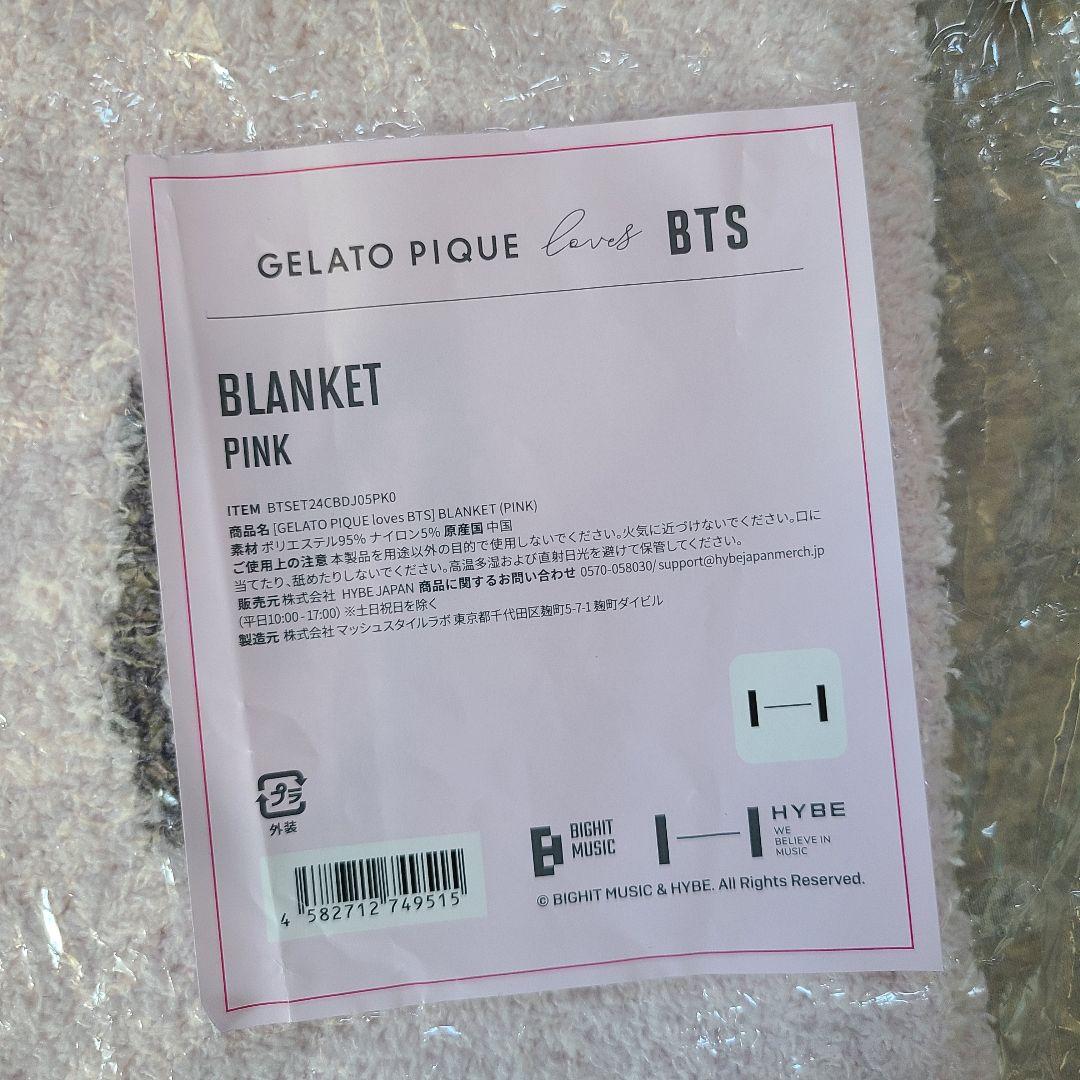 GELATO PIQUE loves BTS
BLANKET
PINK
ITEM BTSET24CBDJ05PK0
商品名 [GELATO PIQUE loves BTS] BLANKET (PINK)
素材 ポリエステル95% ナイロン5% 原産国 中国
ご使用上の注意 本製品を用途以外の目的で使用しないでください。火気に近づけないでください。口に
当てたり、舐めたりしないでください。高温多湿および直射日光を避けて保管してください。
販売元 株式会社 HYBE JAPAN 商品に関するお問い合わせ 0570-058030/ support@hybejapanmerch.jp
(平日10:00 - 17:00) ※土日祝日を除く
製造元 株式会社マッシュスタイルラボ 東京都千代田区麹町5-7-1 麹町ダイビル
プラ
外装
4 582712 749515
BIGHIT
MUSIC
HYBE
WE
BELIEVE IN
MUSIC
© BIGHIT MUSIC & HYBE. All Rights Reserved.